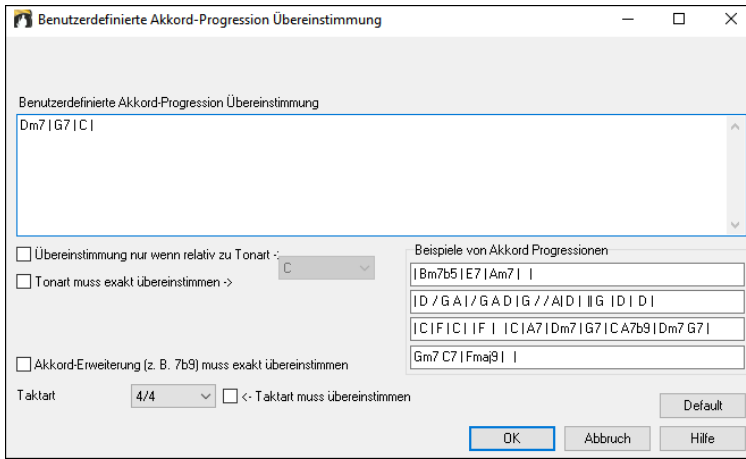 Benutzerdefinierte Akkord-Progression Übereinstimmung
Benutzerdefinierte Akkord-Progression Übereinstimmung
Dm7 | G7 | C |
Übereinstimmung nur wenn relativ zu Tonart -:
C
Tonart muss exakt übereinstimmen ->
Beispiele von Akkord Progressionen
| Bm7b5 | E7 | Am7 |  |
| D / G A | / G A D | G / / A | D | || G | D | D |
| C | F | C | | F |  | C | A7 | Dm7 | G7 | C A7b9 | Dm7 G7 |
Gm7 C7 | Fmaj9 |  |
Akkord-Erweiterung (z. B. 7b9) muss exakt übereinstimmen
Taktart
4/4
<- Taktart muss übereinstimmen
Default
OK
Abbruch
Hilfe